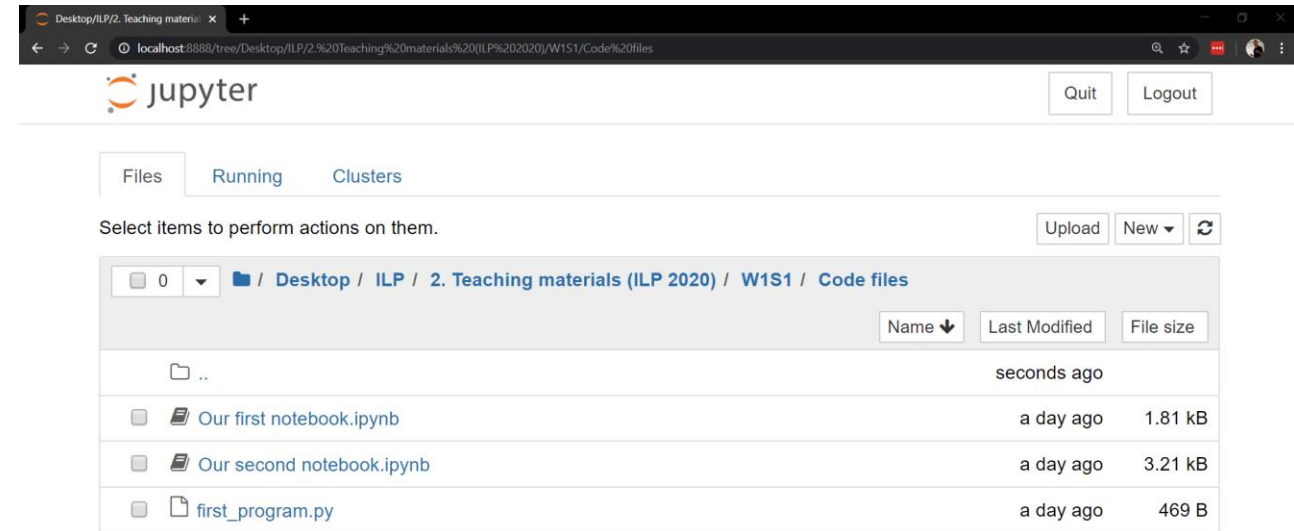 Desktop/ILP/2. Teaching material
localhost:8888/tree/Desktop/ILP/2.%20Teaching%20materials%20(ILP%202020)/W1S1/Code%20files
jupyter
Quit Logout
Files Running Clusters
Select items to perform actions on them.
Upload New
0 / Desktop / ILP / 2. Teaching materials (ILP 2020) / W1S1 / Code files
Name Last Modified File size
.. seconds ago
Our first notebook.ipynb a day ago 1.81 kB
Our second notebook.ipynb a day ago 3.21 kB
first_program.py a day ago 469 B